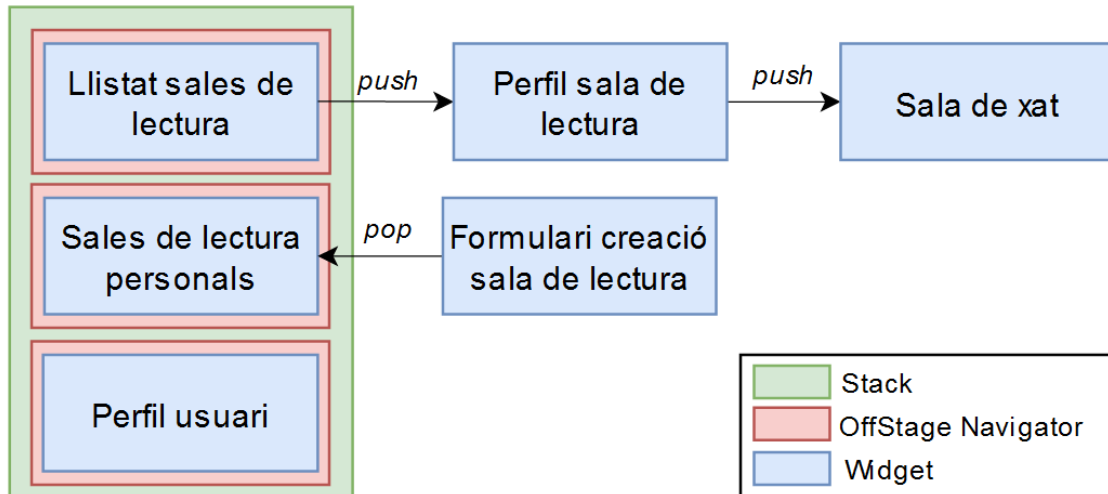 Llistat sales de
lectura
push
Perfil sala de
lectura
push
Sala de xat
Sales de lectura
personals
pop
Formulari creació
sala de lectura
Perfil usuari
Stack
OffStage Navigator
Widget